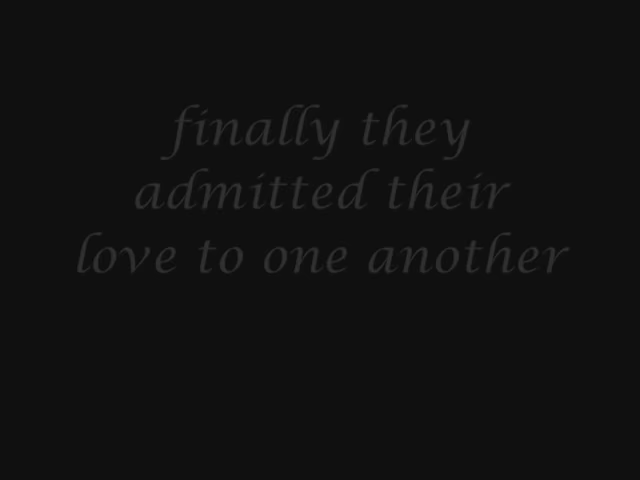 finally they
admitted their
love to one another